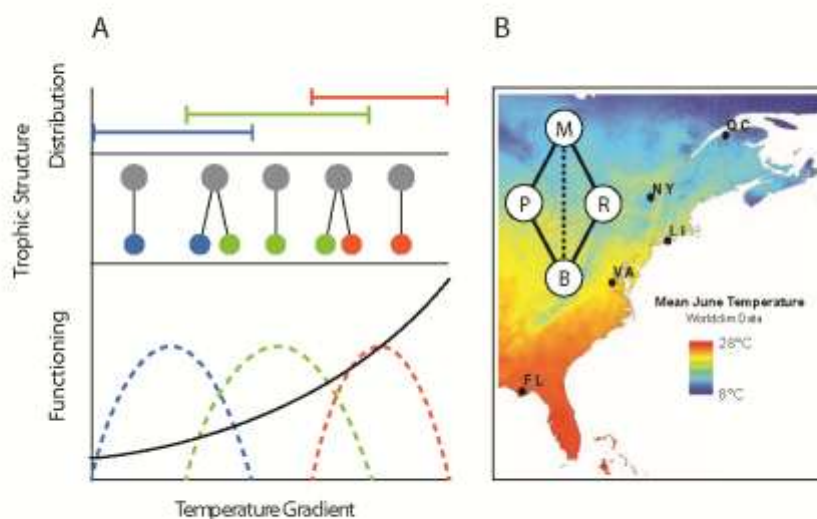 A
Distribution
Trophic Structure
Functioning
Temperature Gradient
B
M
P
R
B
QC
NY
LI
VA
FL
Mean June Temperature
Worldclim Data
28°C
8°C